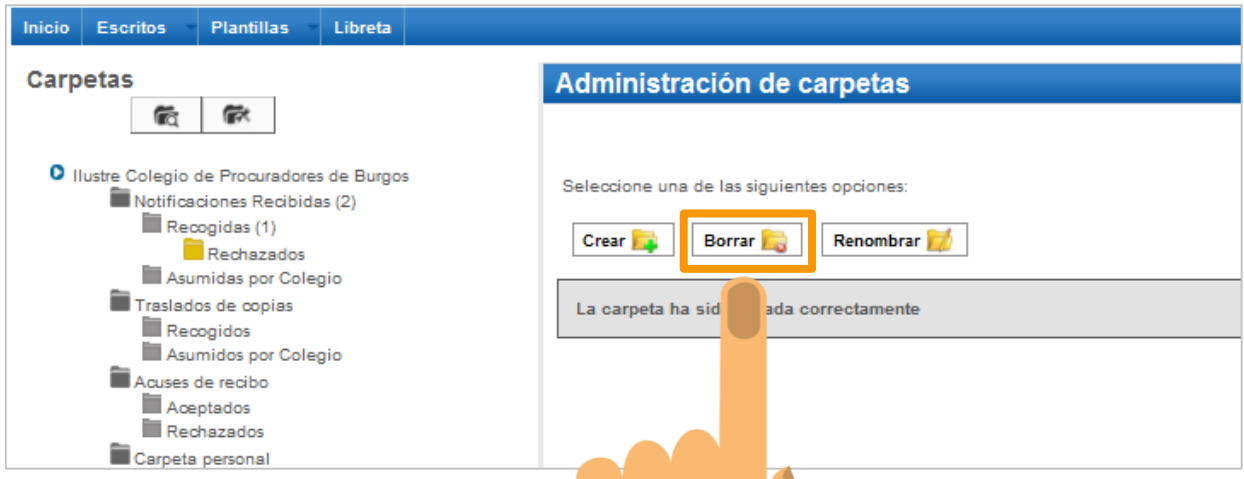 Inicio Escritos Plantillas Libreta
Carpetas
Ilustre Colegio de Procuradores de Burgos
Notificaciones Recibidas (2)
Recogidas (1)
Rechazados
Asumidas por Colegio
Traslados de copias
Recogidos
Asumidos por Colegio
Acuses de recibo
Aceptados
Rechazados
Carpeta personal
Administración de carpetas
Seleccione una de las siguientes opciones:
Crear Borrar Renombrar
La carpeta ha correctamente